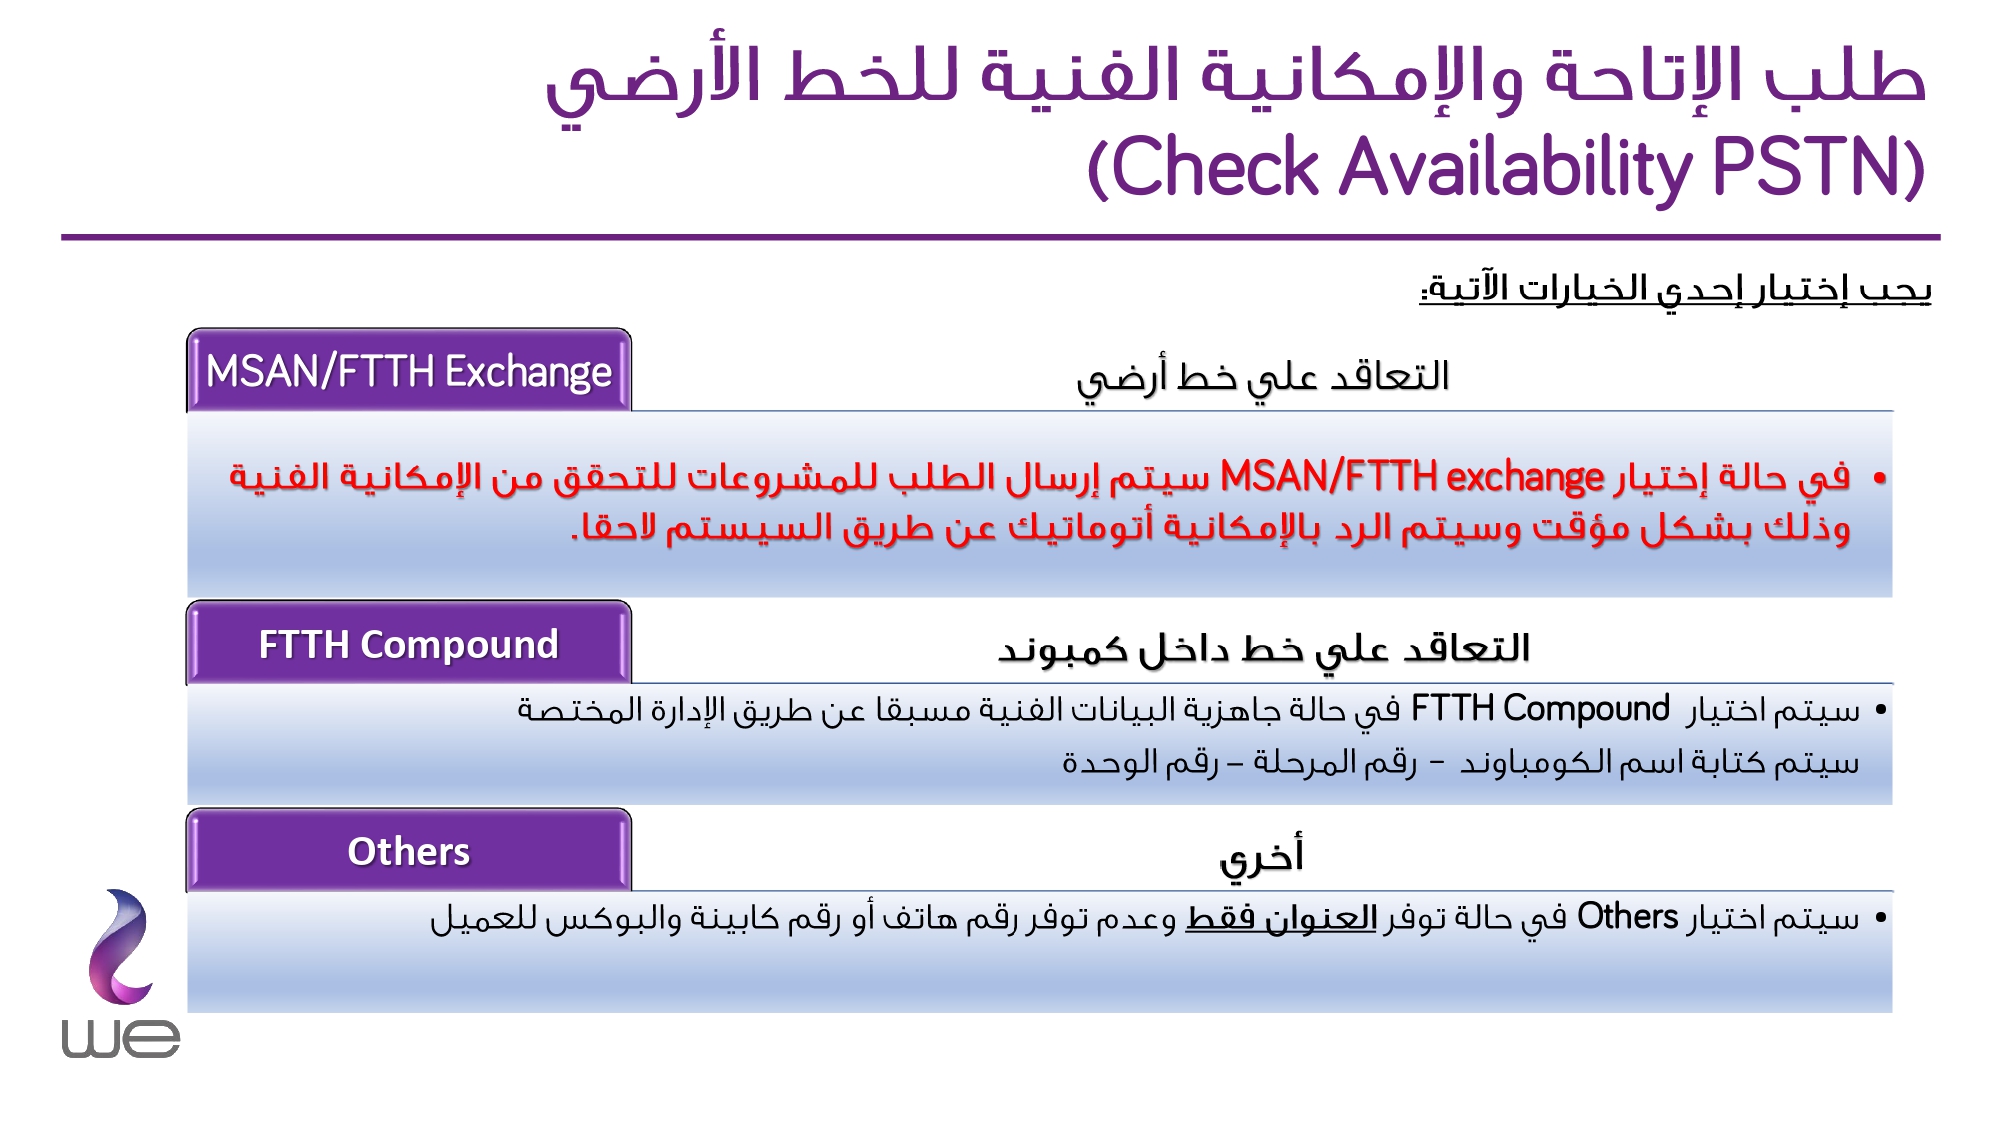 طلب الإتاحة والإمكانية الفنية للخط الأرضي
(Check Availability PSTN)
يجب إختيار إحدي الخيارات الآتية:
MSAN/FTTH Exchange
التعاقد علي خط أرضي
• في حالة إختيار MSAN/FTTH exchange سيتم إرسال الطلب للمشروعات للتحقق من الإمكانية الفنية
وذلك بشكل مؤقت وسيتم الرد بالإمكانية أتوماتيك عن طريق السيستم لاحقا.
FTTH Compound
التعاقد علي خط داخل كمبوند
• سيتم اختيار FTTH Compound في حالة جاهزية البيانات الفنية مسبقا عن طريق الإدارة المختصة
سيتم كتابة اسم الكومباوند - رقم المرحلة – رقم الوحدة
Others
أخري
• سيتم اختيار Others في حالة توفر العنوان فقط وعدم توفر رقم هاتف أو رقم كابينة والبوكس للعميل
we